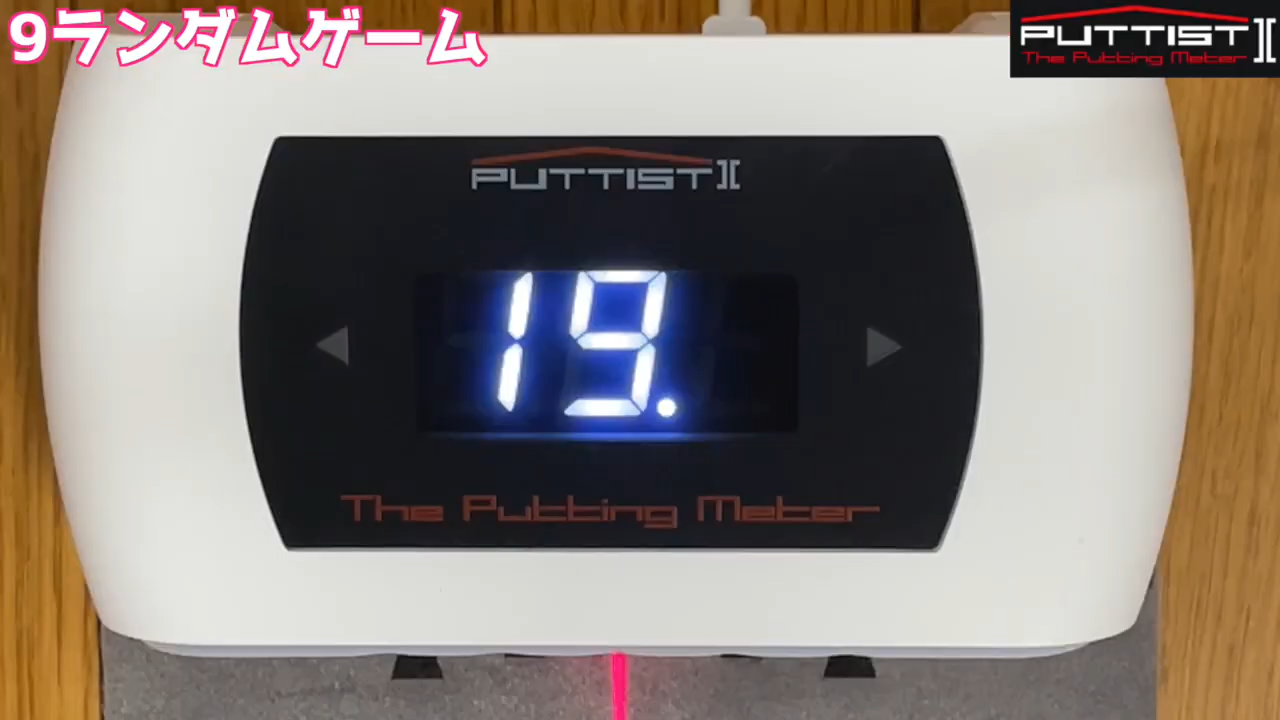 9ランダムゲーム
PUTTIST II
The Putting Meter
PUTTIST II
19.
The Putting Meter